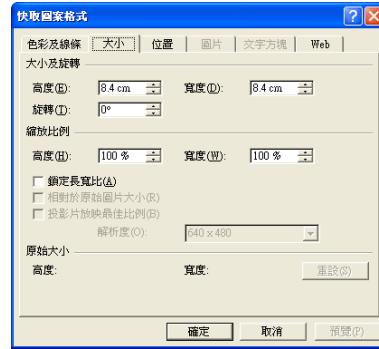 快取圖案格式
色彩及線條 大小 位置 圖片 文字方塊 Web
大小及旋轉
高度(E): 8.4 cm 寬度(D): 8.4 cm
旋轉(T): 0°
縮放比例
高度(H): 100 % 寬度(W): 100 %
鎖定長寬比(A)
相對於原始圖片大小(R)
投影片放映最佳比例(B)
解析度(O): 640 x 480
原始大小
高度: 寬度: 重設(S)
確定 取消 預覽(P)